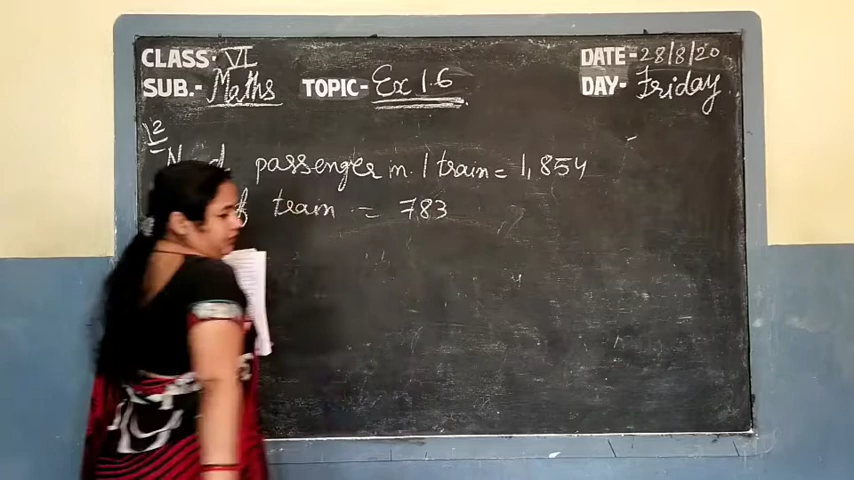 CLASS- VI
SUB.- Maths
TOPIC- Ex 1.6
DATE- 28/8/20
DAY- Friday
12
passenger in 1 train = 1,854
train = 783